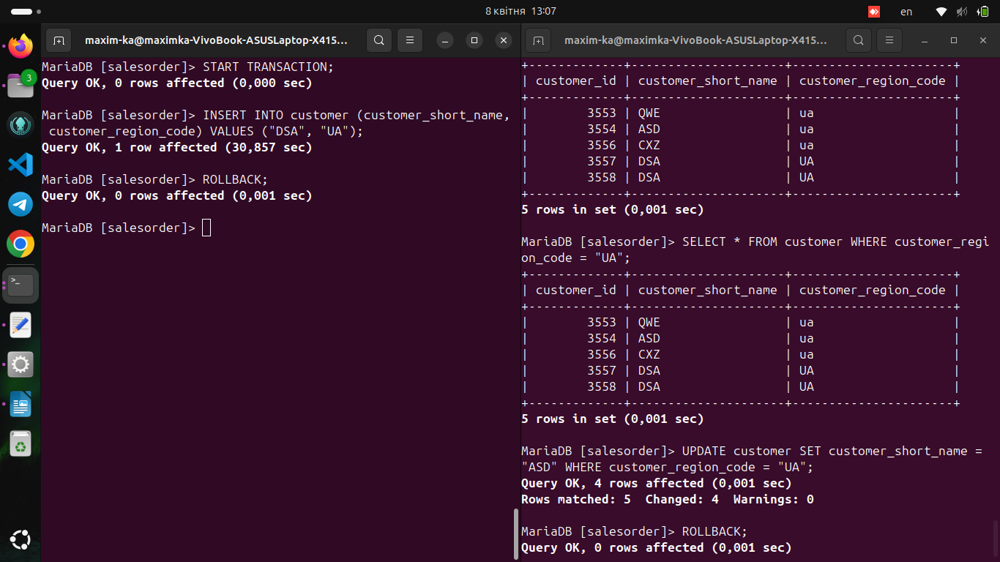 8 квітня 13:07
en
maxim-ka@maximka-VivoBook-ASUSLaptop-X415...
3
MariaDB [salesorder]> START TRANSACTION;
Query OK, 0 rows affected (0,000 sec)
MariaDB [salesorder]> INSERT INTO customer (customer_short_name,
 customer_region_code) VALUES ("DSA", "UA");
Query OK, 1 row affected (30,857 sec)
MariaDB [salesorder]> ROLLBACK;
Query OK, 0 rows affected (0,001 sec)
MariaDB [salesorder]>
maxim-ka@maximka-VivoBook-ASUSLaptop-X415...
+-------------+---------------------+----------------------+
| customer_id | customer_short_name | customer_region_code |
+-------------+---------------------+----------------------+
|        3553 | QWE                 | ua                   |
|        3554 | ASD                 | ua                   |
|        3556 | CXZ                 | ua                   |
|        3557 | DSA                 | UA                   |
|        3558 | DSA                 | UA                   |
+-------------+---------------------+----------------------+
5 rows in set (0,001 sec)
MariaDB [salesorder]> SELECT * FROM customer WHERE customer_regi
on_code = "UA";
+-------------+---------------------+----------------------+
| customer_id | customer_short_name | customer_region_code |
+-------------+---------------------+----------------------+
|        3553 | QWE                 | ua                   |
|        3554 | ASD                 | ua                   |
|        3556 | CXZ                 | ua                   |
|        3557 | DSA                 | UA                   |
|        3558 | DSA                 | UA                   |
+-------------+---------------------+----------------------+
5 rows in set (0,001 sec)
MariaDB [salesorder]> UPDATE customer SET customer_short_name =
"ASD" WHERE customer_region_code = "UA";
Query OK, 4 rows affected (0,001 sec)
Rows matched: 5  Changed: 4  Warnings: 0
MariaDB [salesorder]> ROLLBACK;
Query OK, 0 rows affected (0,001 sec)